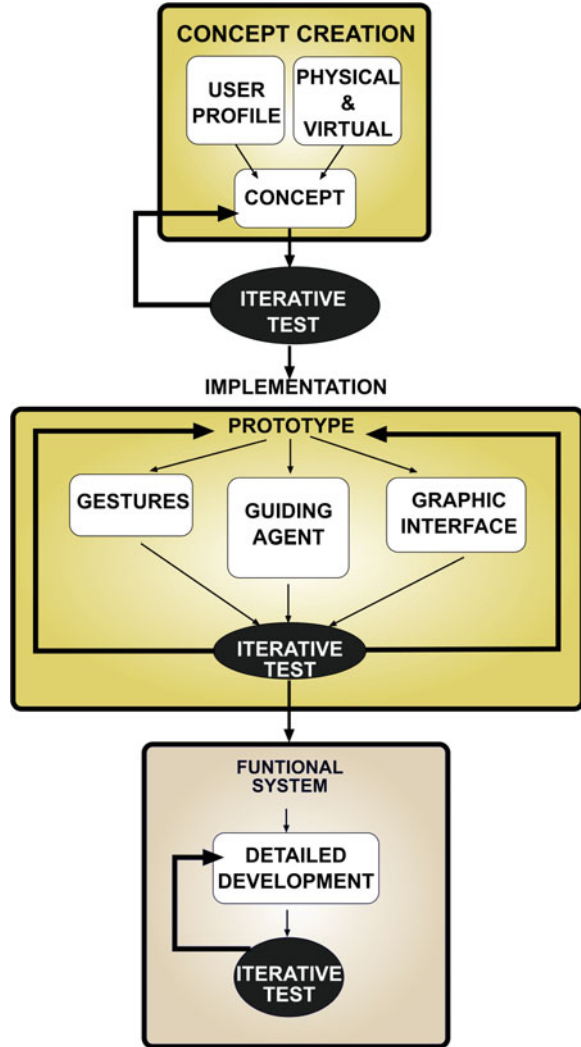 CONCEPT CREATION
USER
PROFILE
PHYSICAL
&
VIRTUAL
CONCEPT
ITERATIVE
TEST
IMPLEMENTATION
PROTOTYPE
GESTURES
GUIDING
AGENT
GRAPHIC
INTERFACE
ITERATIVE
TEST
FUNTIONAL
SYSTEM
DETAILED
DEVELOPMENT
ITERATIVE
TEST